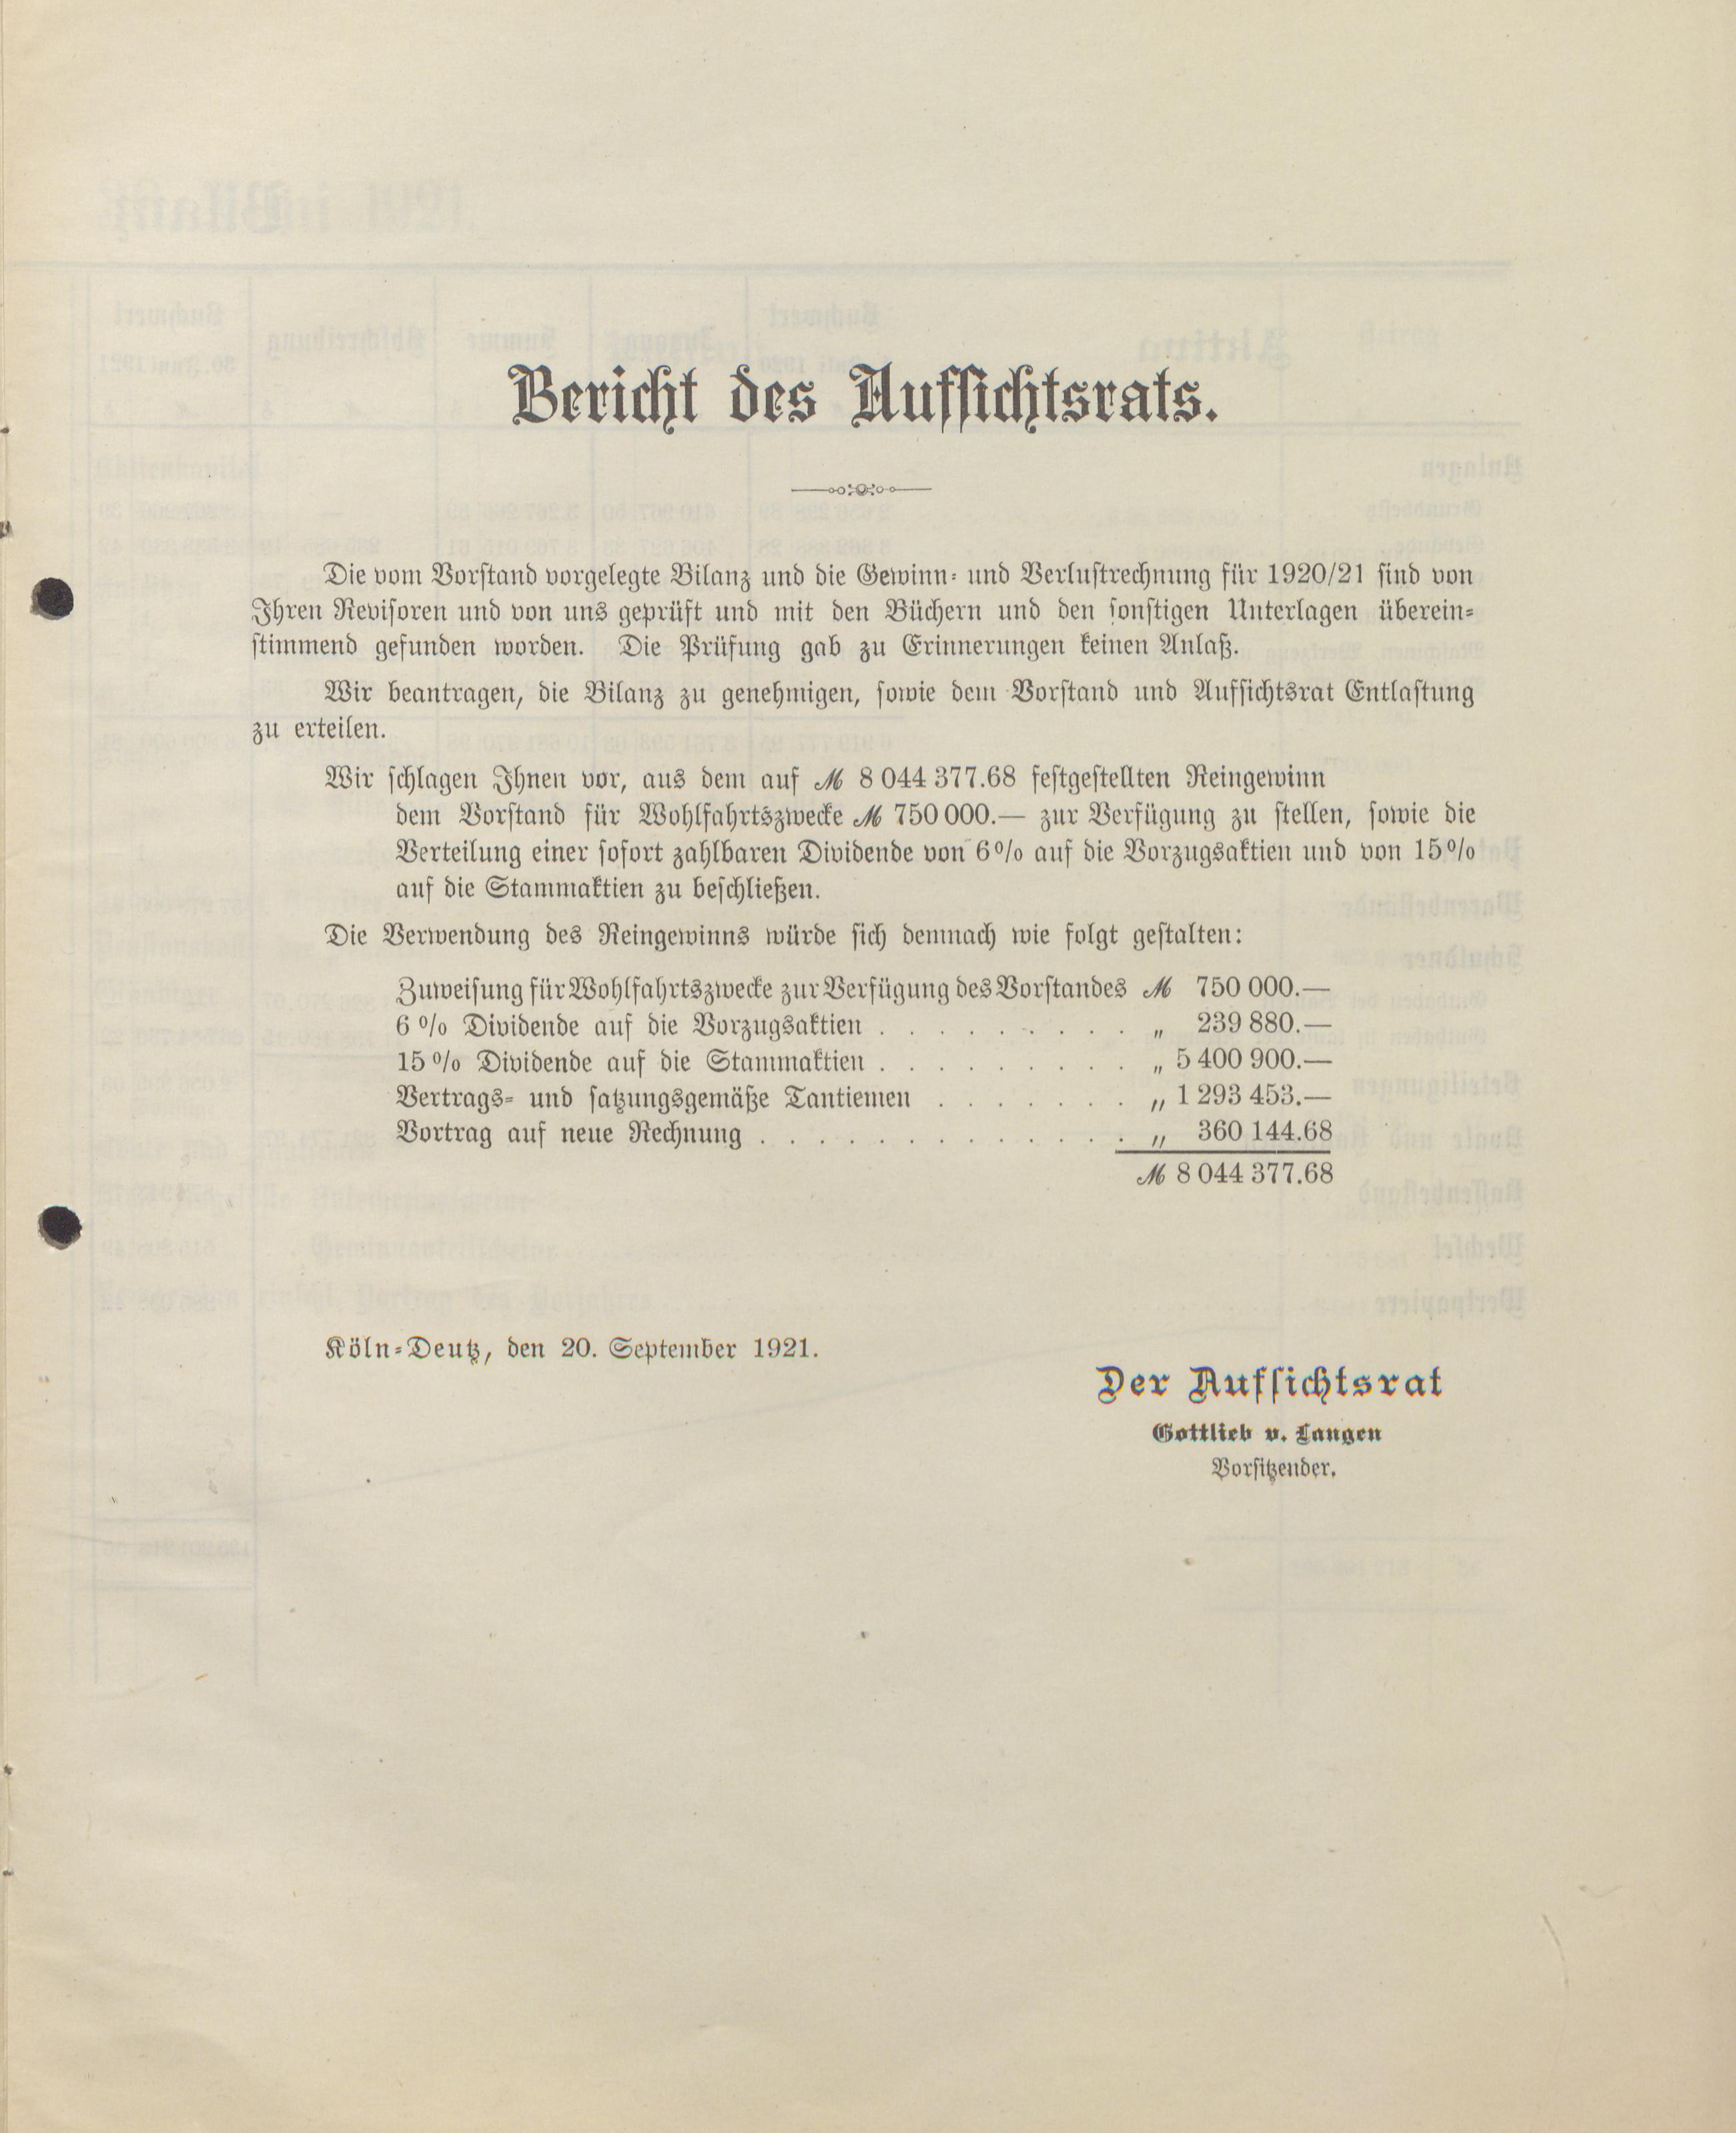 Bericht des Aufsichtsrats.
Die vom Vorstand vorgelegte Bilanz und die Gewinn- und Verlustrechnung für 1920/21 sind von
Ihren Revisoren und von uns geprüft und mit den Büchern und den sonstigen Unterlagen überein-
stimmend gefunden worden. Die Prüfung gab zu Erinnerungen keinen Anlaß.
Wir beantragen, die Bilanz zu genehmigen, sowie dem Vorstand und Aufsichtsrat Entlastung
zu erteilen.
Wir schlagen Ihnen vor, aus dem auf ℳ 8 044 377.68 festgestellten Reingewinn
dem Vorstand für Wohlfahrtszwecke ℳ 750 000.— zur Verfügung zu stellen, sowie die
Verteilung einer sofort zahlbaren Dividende von 6% auf die Vorzugsaktien und von 15%
auf die Stammaktien zu beschließen.
Die Verwendung des Reingewinns würde sich demnach wie folgt gestalten:
Zuweisung für Wohlfahrtszwecke zur Verfügung des Vorstandes ℳ 750 000.—
6 % Dividende auf die Vorzugsaktien . . . . . . . . . „ 239 880.—
15 % Dividende auf die Stammaktien . . . . . . . . . „ 5 400 900.—
Vertrags- und satzungsgemäße Tantiemen . . . . . . . „ 1 293 453.—
Vortrag auf neue Rechnung . . . . . . . . . . . . . „ 360 144.68
ℳ 8 044 377.68
Köln-Deutz, den 20. September 1921.
Der Aufsichtsrat
Gottlieb v. Langen
Vorsitzender.